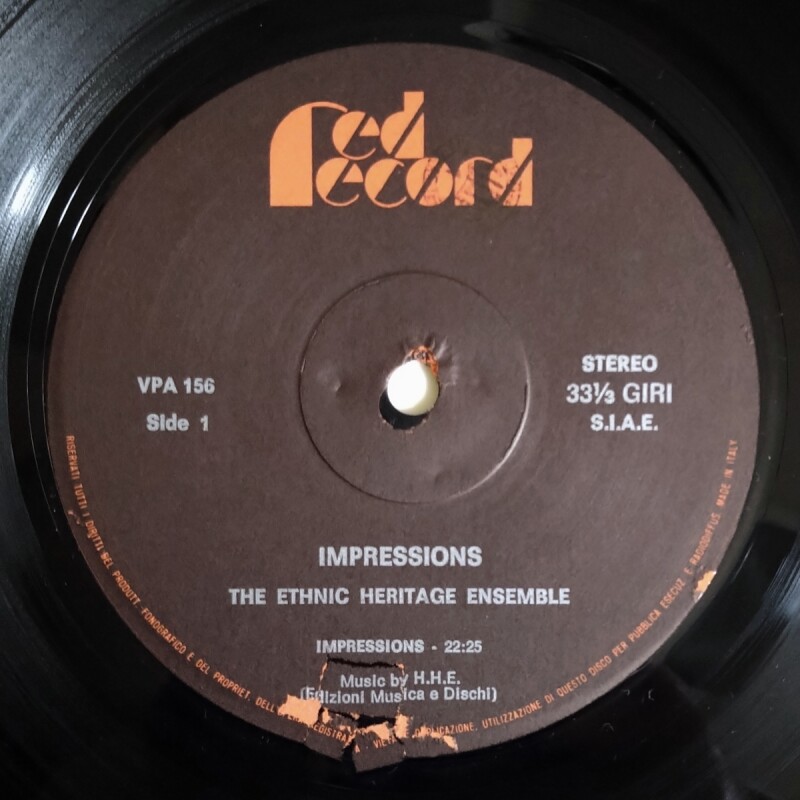 red
record
VPA 156
Side 1
STEREO
33⅓ GIRI
S.I.A.E.
IMPRESSIONS
THE ETHNIC HERITAGE ENSEMBLE
IMPRESSIONS - 22:25
Music by H.H.E.
(Edizioni Musica e Dischi)
RISERVATI TUTTI I DIRITTI DEL PRODUTT. FONOGRAFICO E DEL PROPRIET. DELL' DUPLICAZIONE, UTILIZZAZIONE DI QUESTO DISCO PER PUBBLICA ESECUZ. E RADIODIFFUS. MADE IN ITALY